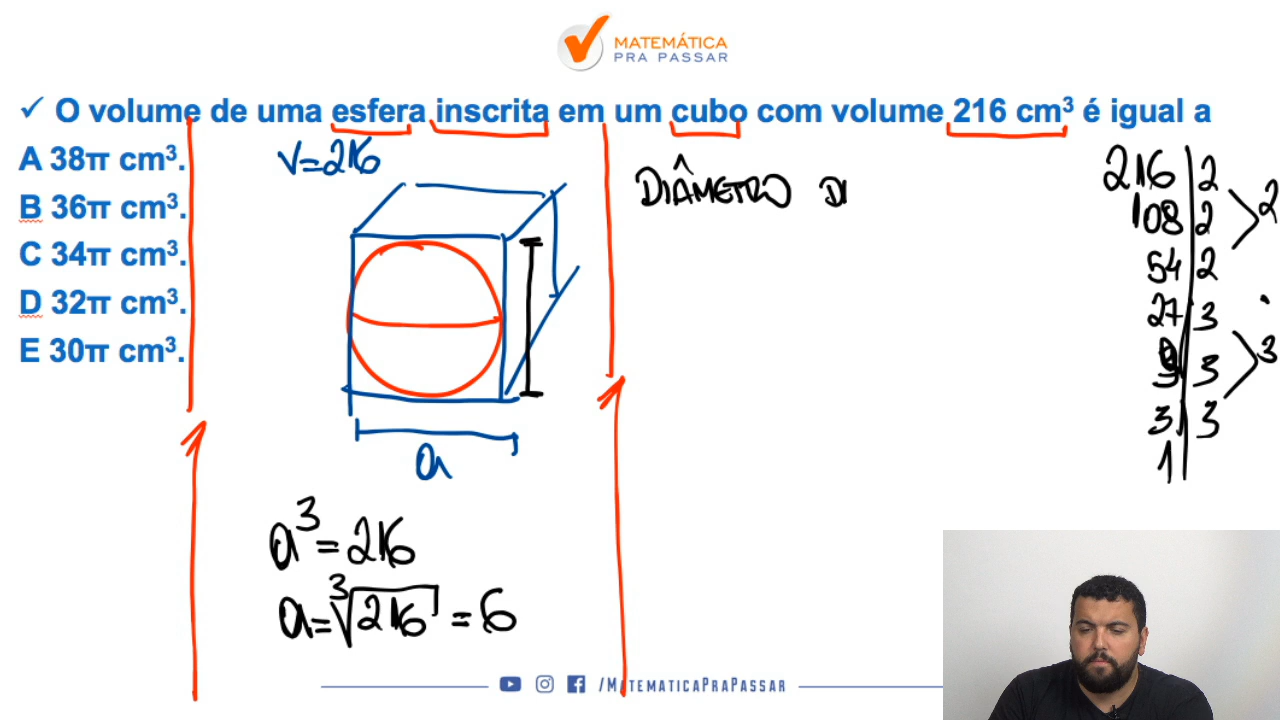 MATEMÁTICA
PRA PASSAR
✓ O volume de uma esfera inscrita em um cubo com volume 216 cm³ é igual a
A 38π cm³.
B 36π cm³.
C 34π cm³.
D 32π cm³.
E 30π cm³.
V=216
a
a³=216
a=∛216 = 6
DIÂMETRO D
216 2
108 2
54 2
27 3
9 3
3 3
1
2
3
/MATEMATICAPRAPASSAR